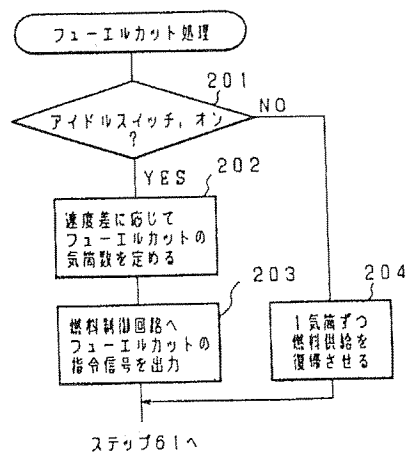 フューエルカット処理
201
アイドルスイッチ,オン
?
NO
YES
202
速度差に応じて
フューエルカットの
気筒数を定める
203
燃料制御回路へ
フューエルカットの
指令信号を出力
204
1気筒ずつ
燃料供給を
復帰させる
ステップ61へ